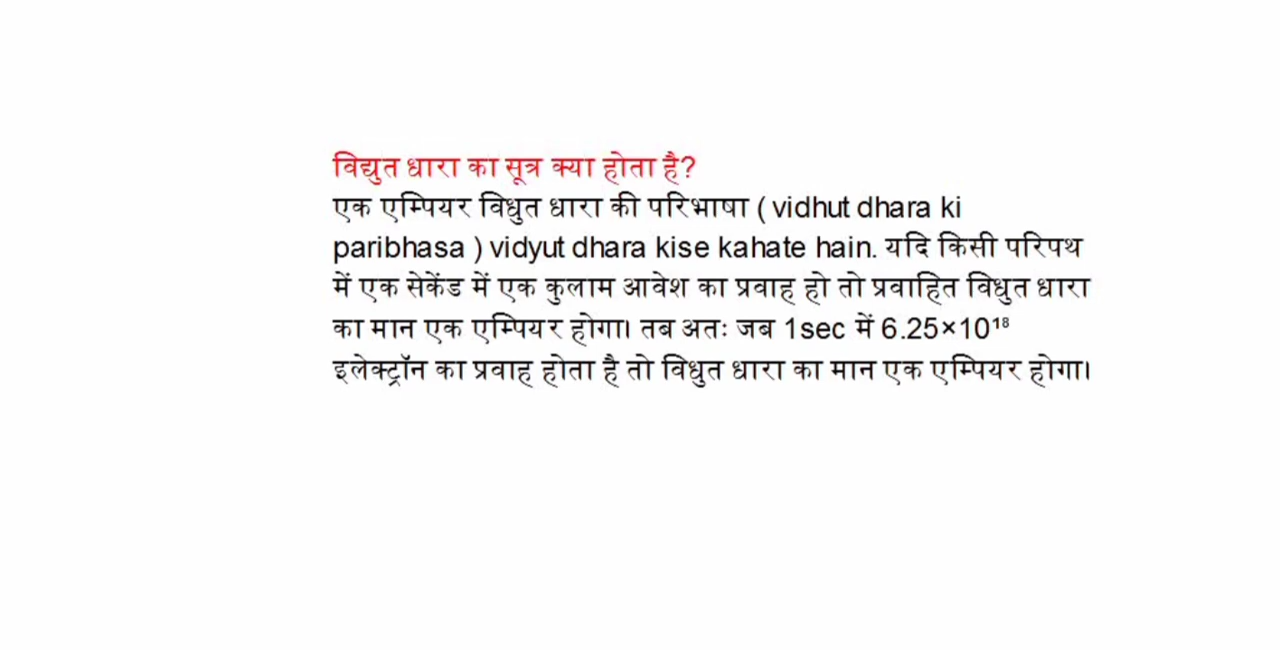 विद्युत धारा का सूत्र क्या होता है?
एक एम्पियर विधुत धारा की परिभाषा ( vidhut dhara ki
paribhasa ) vidyut dhara kise kahate hain. यदि किसी परिपथ
में एक सेकेंड में एक कुलाम आवेश का प्रवाह हो तो प्रवाहित विधुत धारा
का मान एक एम्पियर होगा। तब अतः जब 1sec में 6.25×10¹⁸
इलेक्ट्रॉन का प्रवाह होता है तो विधुत धारा का मान एक एम्पियर होगा।